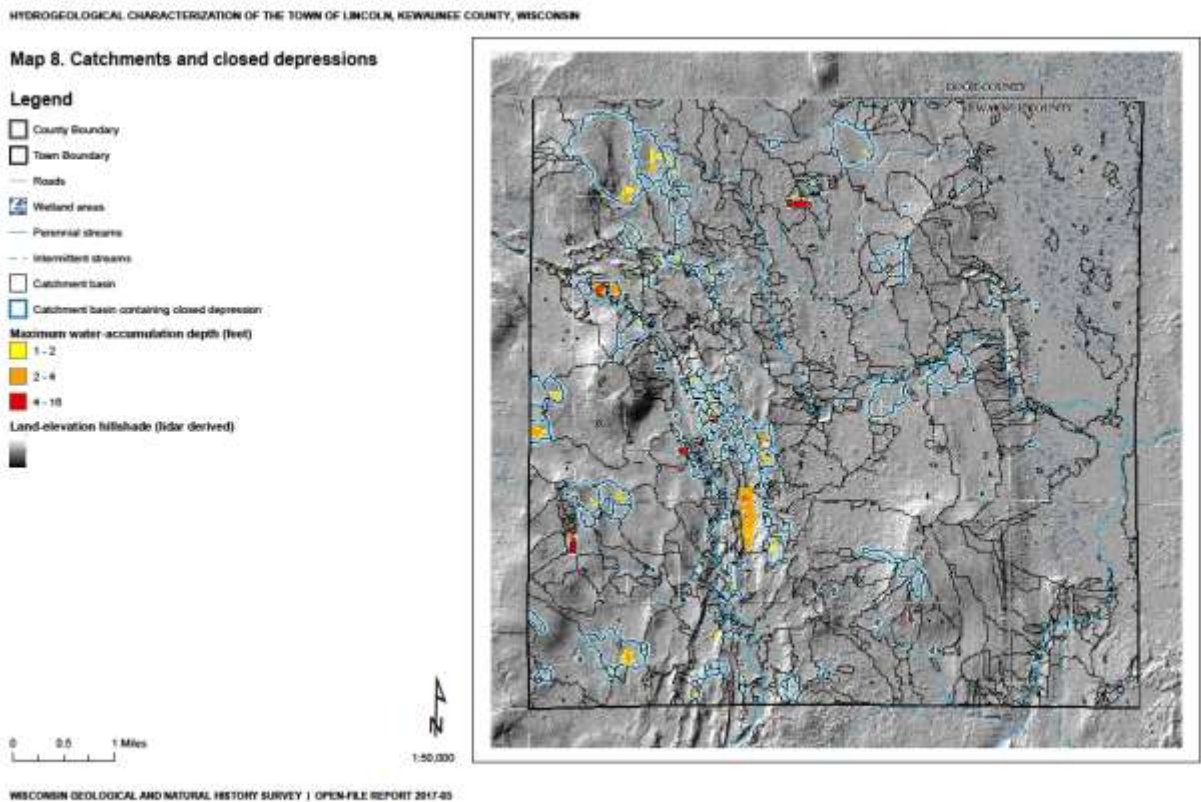 HYDROGEOLOGICAL CHARACTERIZATION OF THE TOWN OF LINCOLN, KEWAUNEE COUNTY, WISCONSIN
Map 8. Catchments and closed depressions
Legend
County Boundary
Town Boundary
Roads
Wetland areas
Perennial streams
Intermittent streams
Catchment basin
Catchment basin containing closed depression
Maximum water-accumulation depth (feet)
1 - 2
2 - 4
4 - 18
Land-elevation hillshade (lidar derived)
DOOR COUNTY
KEWAUNEE COUNTY
N
0 0.5 1 Miles
1:50,000
WISCONSIN GEOLOGICAL AND NATURAL HISTORY SURVEY | OPEN-FILE REPORT 2017-05